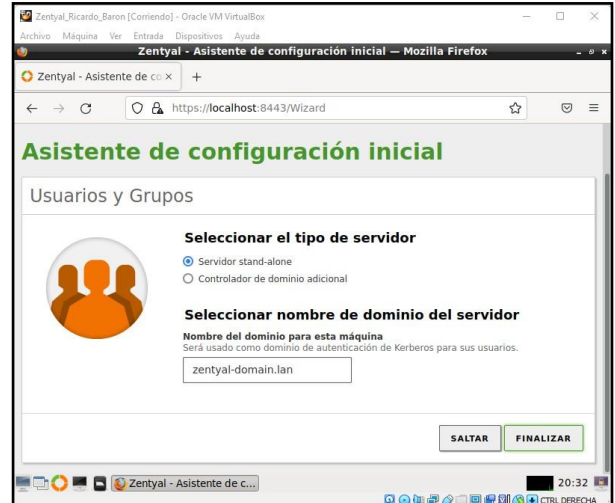 Zentyal_Ricardo_Baron [Corriendo] - Oracle VM VirtualBox
Archivo Máquina Ver Entrada Dispositivos Ayuda
Zentyal - Asistente de configuración inicial — Mozilla Firefox
Zentyal - Asistente de co
https://localhost:8443/Wizard
Asistente de configuración inicial
Usuarios y Grupos
Seleccionar el tipo de servidor
Servidor stand-alone
Controlador de dominio adicional
Seleccionar nombre de dominio del servidor
Nombre del dominio para esta máquina
Será usado como dominio de autenticación de Kerberos para sus usuarios.
zentyal-domain.lan
SALTAR FINALIZAR
Zentyal - Asistente de c... 20:32
CTRL DERECHA